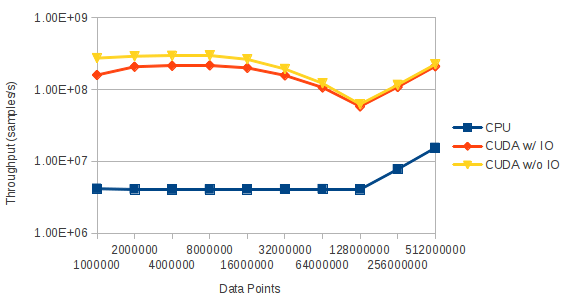 1.00E+09
1.00E+08
1.00E+07
1.00E+06
Throughput (samples/s)
CPU
CUDA w/ IO
CUDA w/o IO
2000000 8000000 32000000 128000000 512000000
1000000 4000000 16000000 64000000 256000000
Data Points